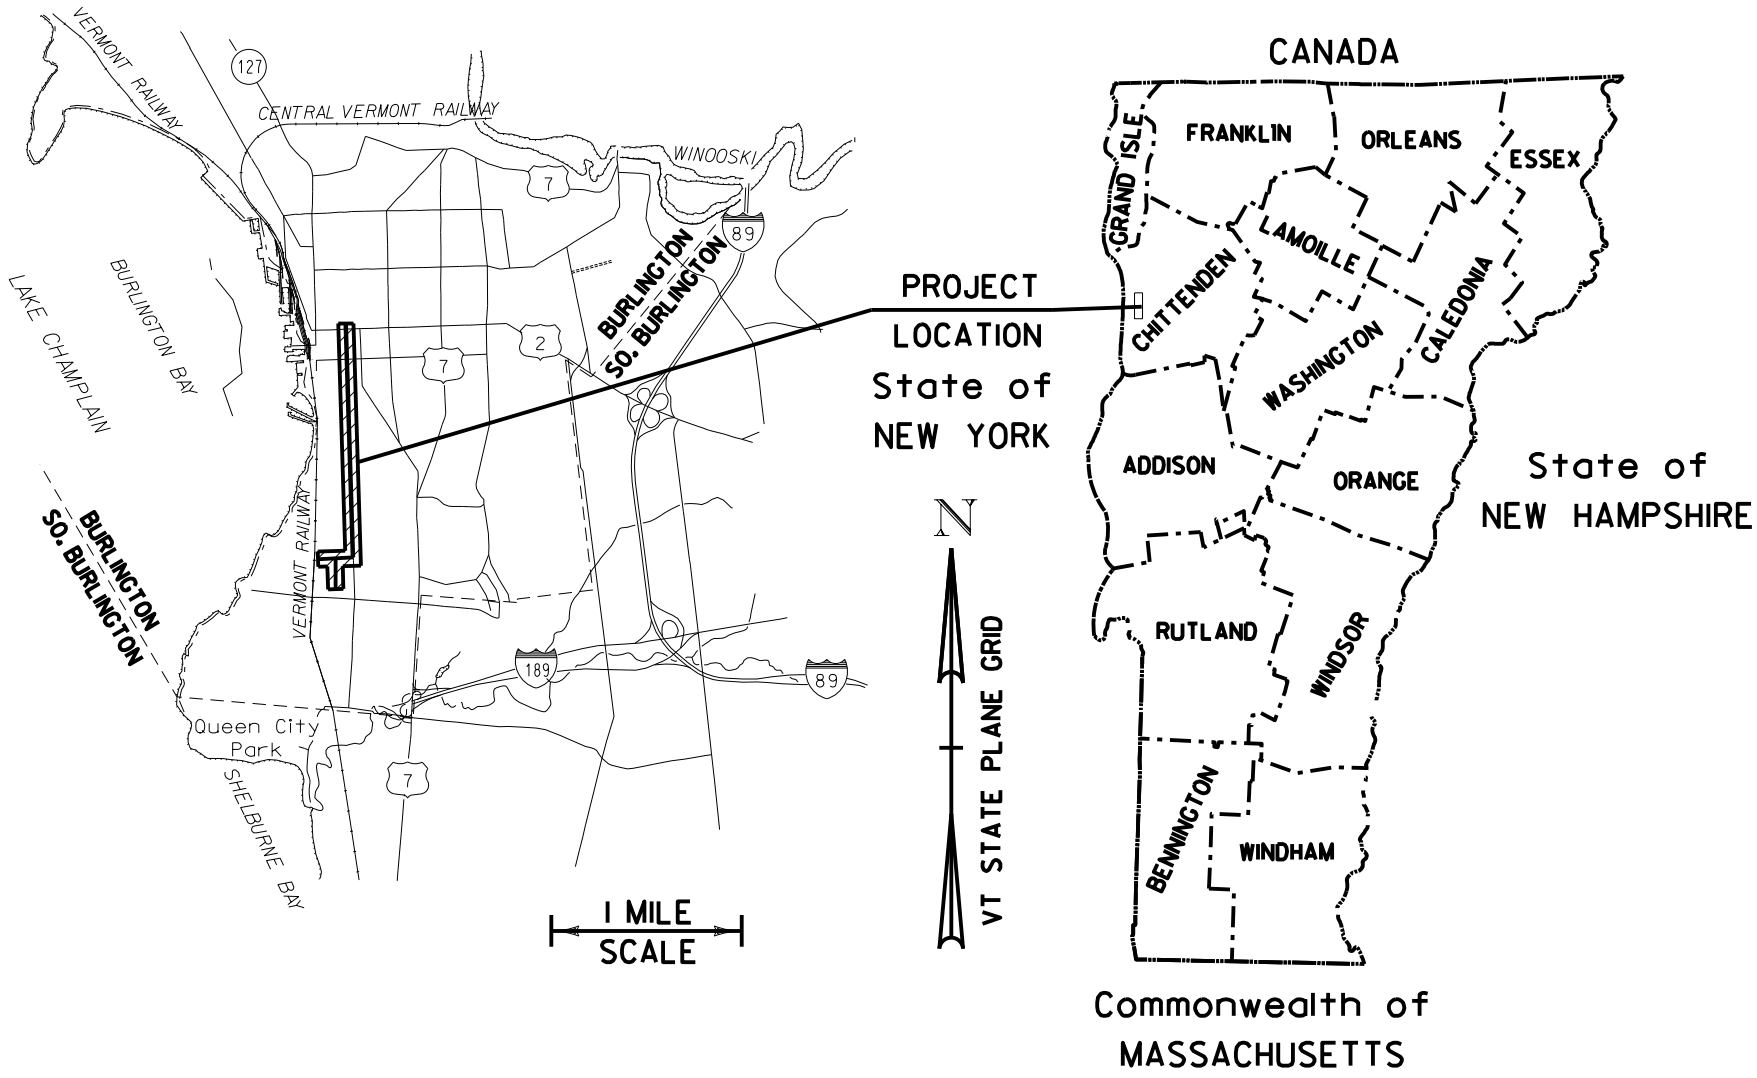 VERMONT RAILWAY
127
CENTRAL VERMONT RAILWAY
7
WINOOSKI
89
BURLINGTON
SO. BURLINGTON
LAKE CHAMPLAIN
BURLINGTON BAY
2
7
VERMONT RAILWAY
BURLINGTON
SO. BURLINGTON
189
89
Queen City
Park
7
SHELBURNE BAY
1 MILE
SCALE
PROJECT
LOCATION
State of
NEW YORK
N
VT STATE PLANE GRID
CANADA
GRAND ISLE
FRANKLIN
ORLEANS
ESSEX
LAMOILLE
CHITTENDEN
CALEDONIA
WASHINGTON
ADDISON
ORANGE
State of
NEW HAMPSHIRE
RUTLAND
WINDSOR
BENNINGTON
WINDHAM
Commonwealth of
MASSACHUSETTS